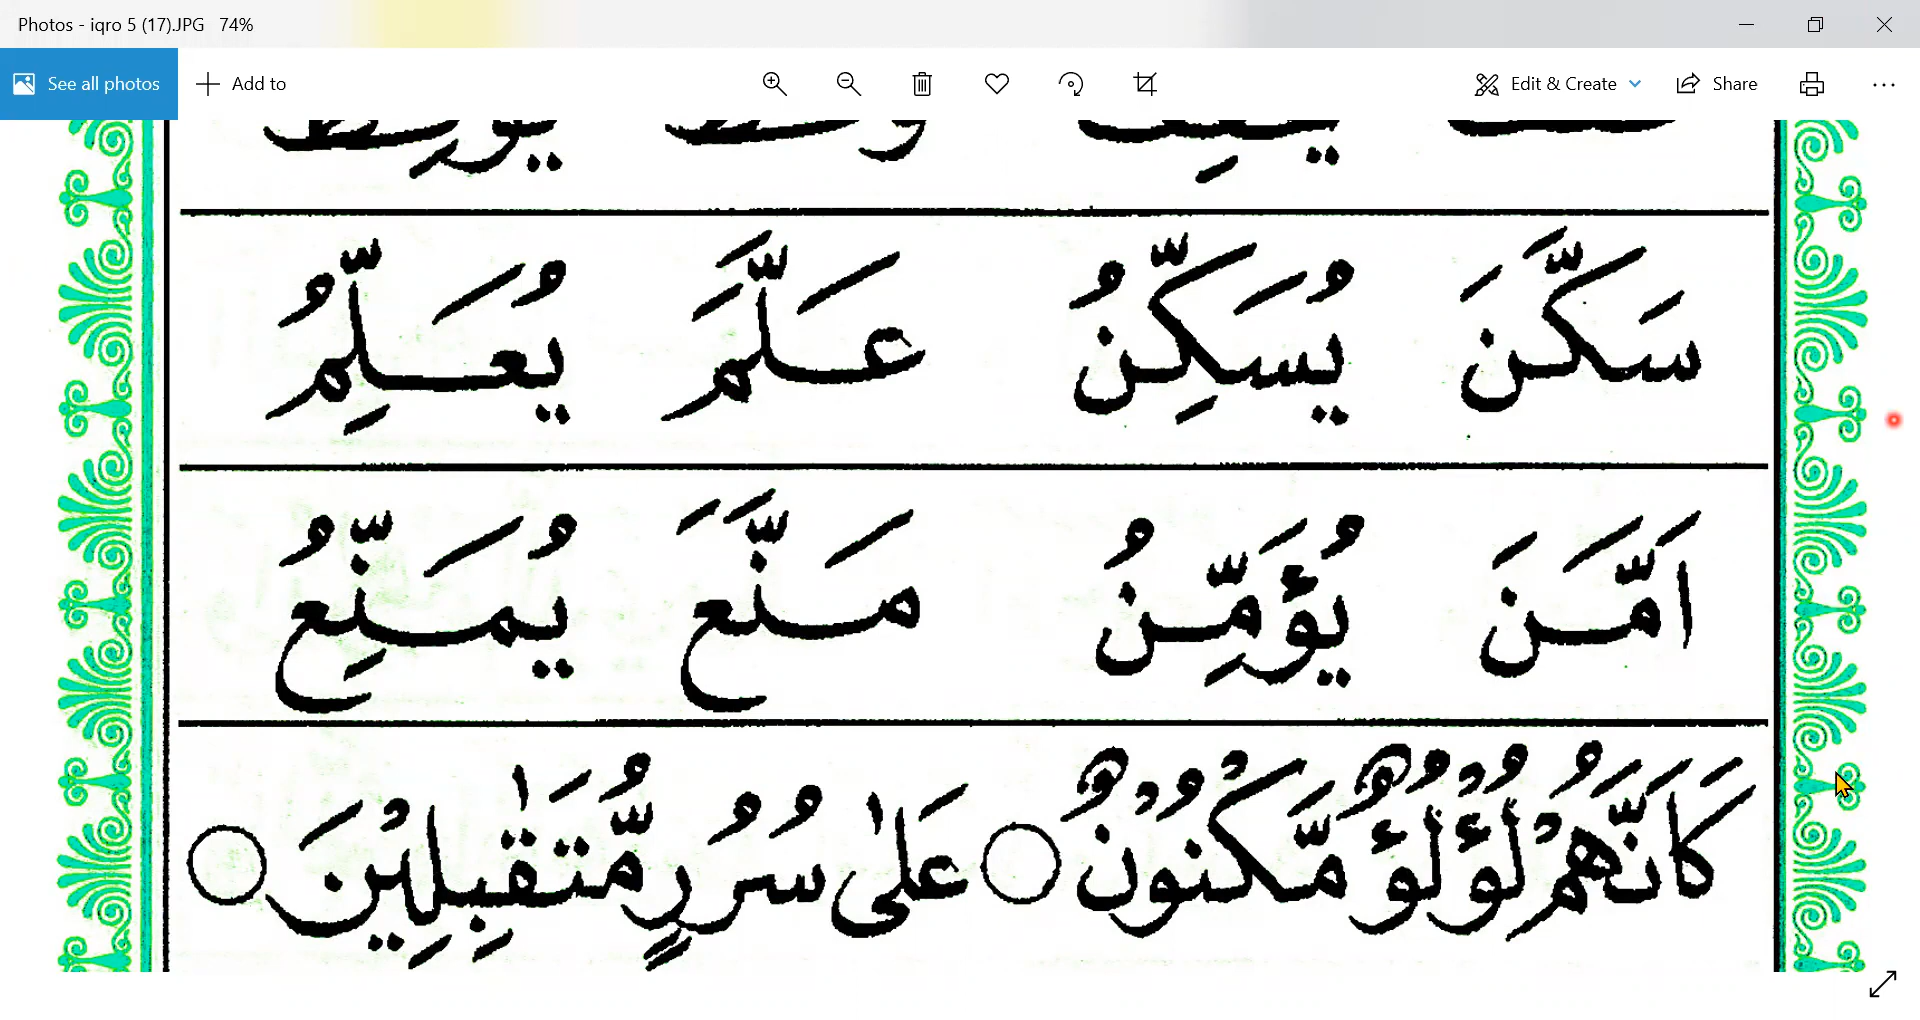 Photos - iqro 5 (17).JPG   74%
See all photos   Add to   Edit & Create   Share
سَكَّنَ   يُسَكِّنُ   عَلَّمَ   يُعَلِّمُ
اَمَّنَ   يُؤَمِّنُ   مَنَّعَ   يُمَنِّعُ
كَاَنَّهُمْ لُؤْلُؤٌ مَّكْنُوْنٌ ○ عَلٰى سُرُرٍ مُّتَقٰبِلِيْنَ ○